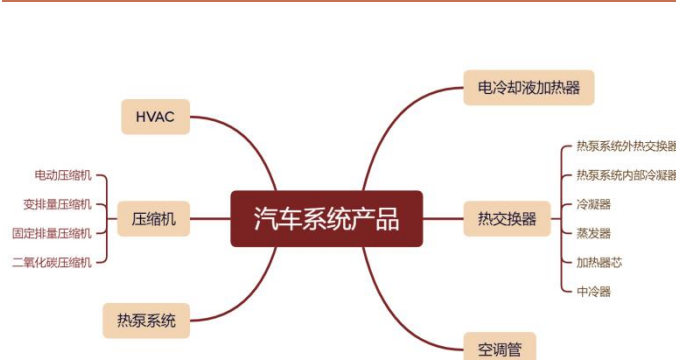 汽车系统产品
HVAC
压缩机
电动压缩机
变排量压缩机
固定排量压缩机
二氧化碳压缩机
热泵系统
电冷却液加热器
热交换器
热泵系统外热交换器
热泵系统内部冷凝器
冷凝器
蒸发器
加热器芯
中冷器
空调管